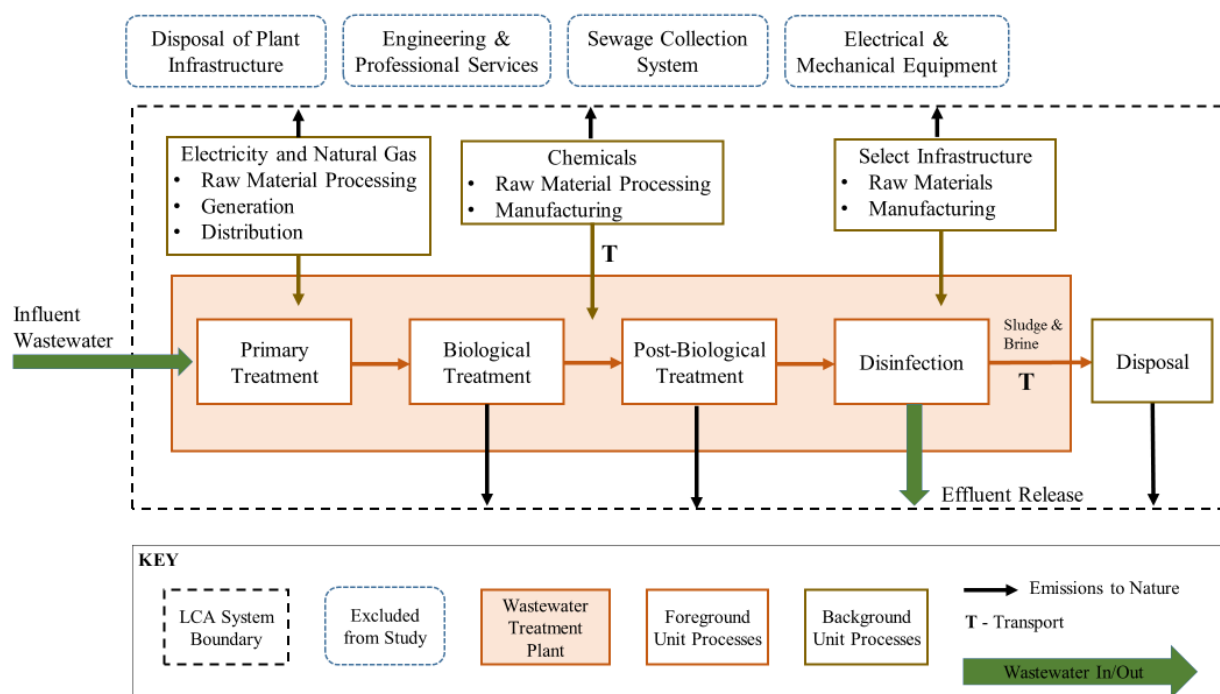 Disposal of Plant
Infrastructure
Engineering &
Professional Services
Sewage Collection
System
Electrical &
Mechanical Equipment
Electricity and Natural Gas
• Raw Material Processing
• Generation
• Distribution
Chemicals
• Raw Material Processing
• Manufacturing
Select Infrastructure
• Raw Materials
• Manufacturing
T
Influent
Wastewater
Primary
Treatment
Biological
Treatment
Post-Biological
Treatment
Disinfection
Sludge &
Brine
T
Disposal
Effluent Release
KEY
LCA System
Boundary
Excluded
from Study
Wastewater
Treatment
Plant
Foreground
Unit Processes
Background
Unit Processes
Emissions to Nature
T - Transport
Wastewater In/Out